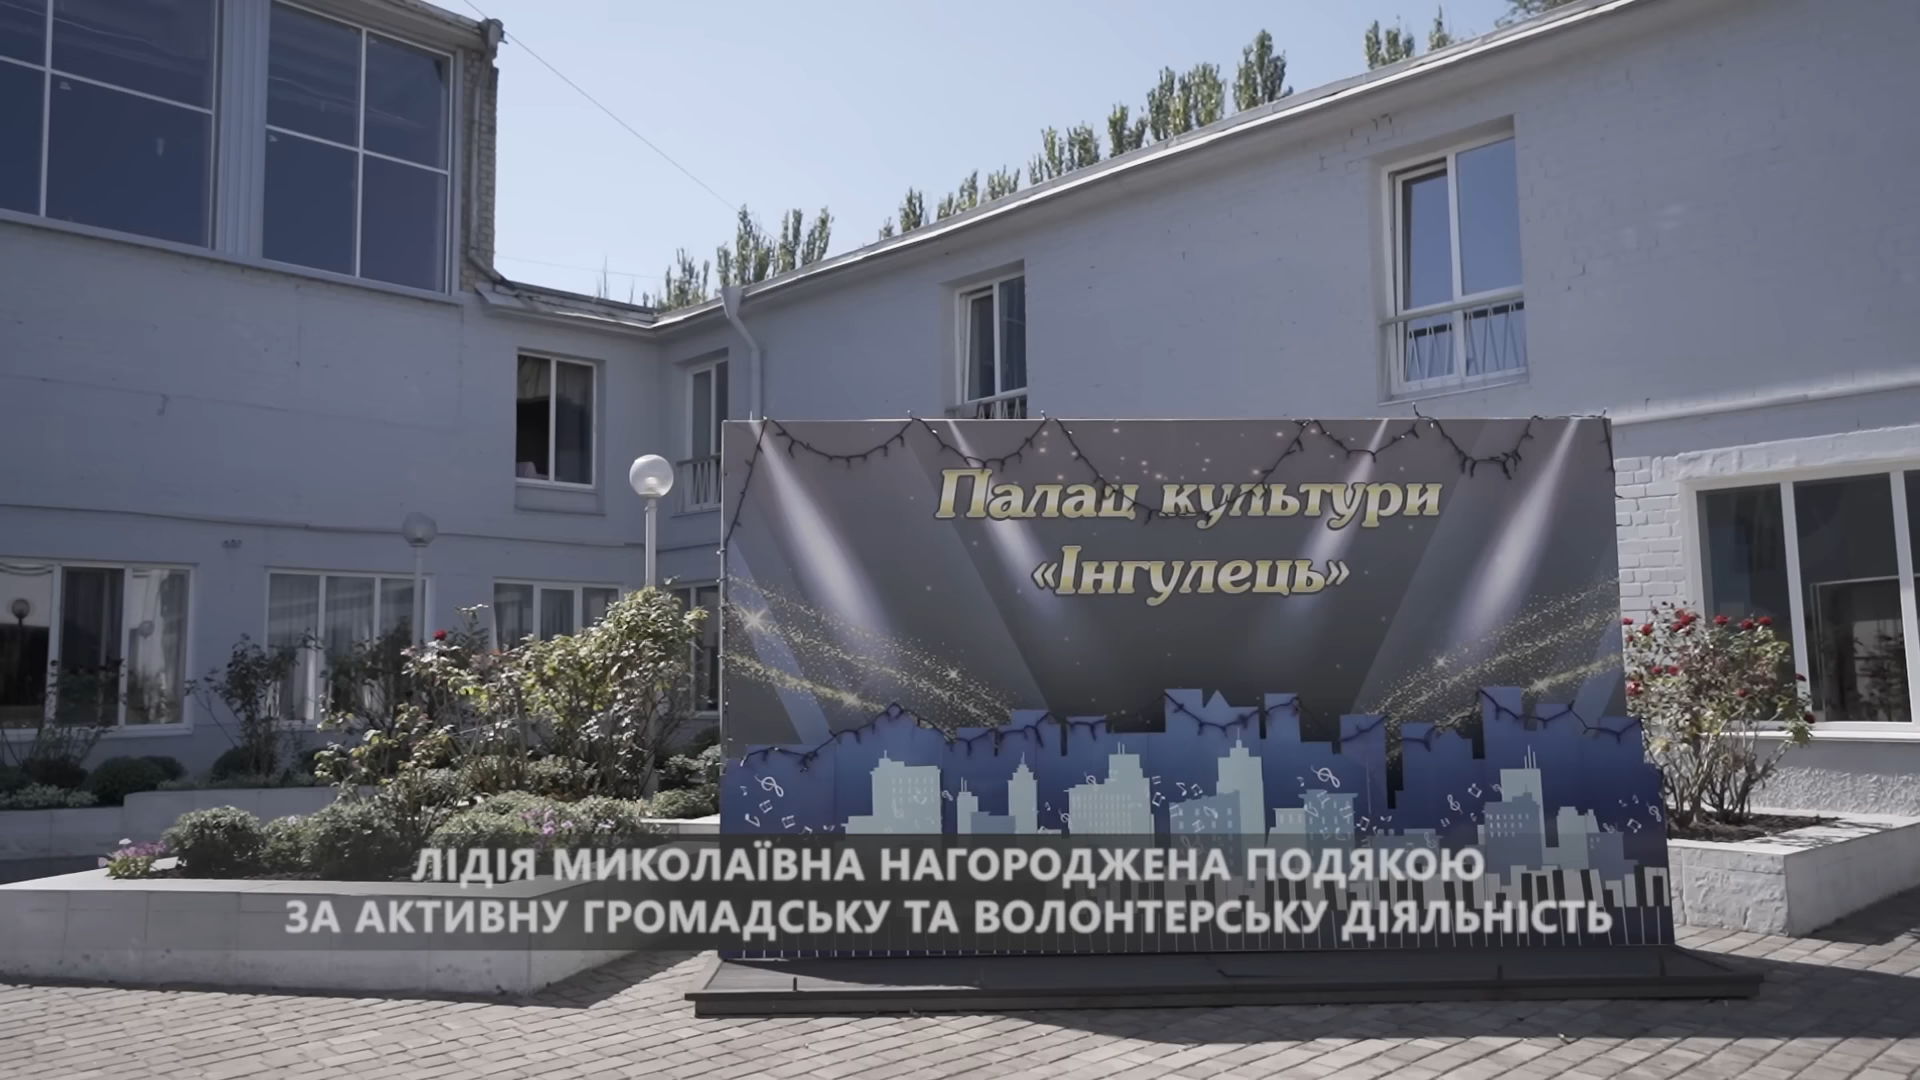 Палац культури
«Інгулець»
ЛІДІЯ МИКОЛАЇВНА НАГОРОДЖЕНА ПОДЯКОЮ
ЗА АКТИВНУ ГРОМАДСЬКУ ТА ВОЛОНТЕРСЬКУ ДІЯЛЬНІСТЬ